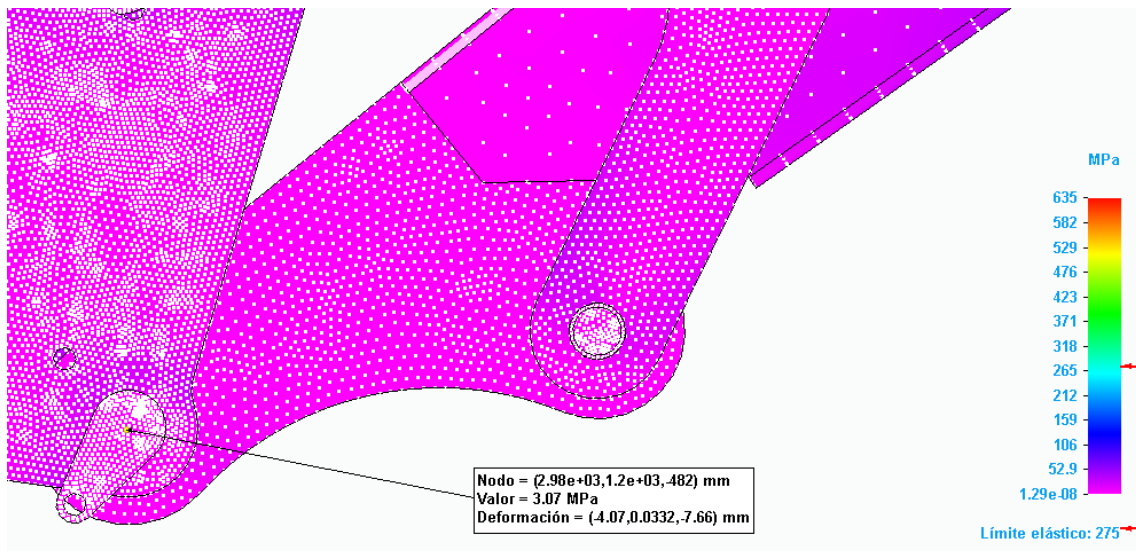 MPa
635
582
529
476
423
371
318
265
212
159
106
52.9
1.29e-08
Nodo = (2.98e+03,1.2e+03,-482) mm
Valor = 3.07 MPa
Deformación = (-4.07,0.0332,-7.66) mm
Límite elástico: 275